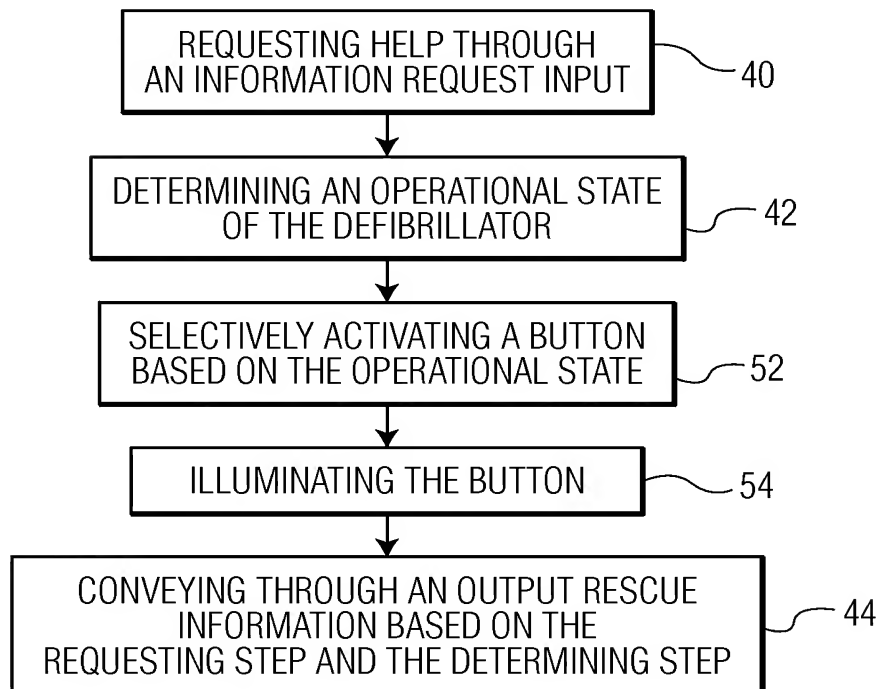 REQUESTING HELP THROUGH
AN INFORMATION REQUEST INPUT
40
DETERMINING AN OPERATIONAL STATE
OF THE DEFIBRILLATOR
42
SELECTIVELY ACTIVATING A BUTTON
BASED ON THE OPERATIONAL STATE
52
ILLUMINATING THE BUTTON
54
CONVEYING THROUGH AN OUTPUT RESCUE
INFORMATION BASED ON THE
REQUESTING STEP AND THE DETERMINING STEP
44